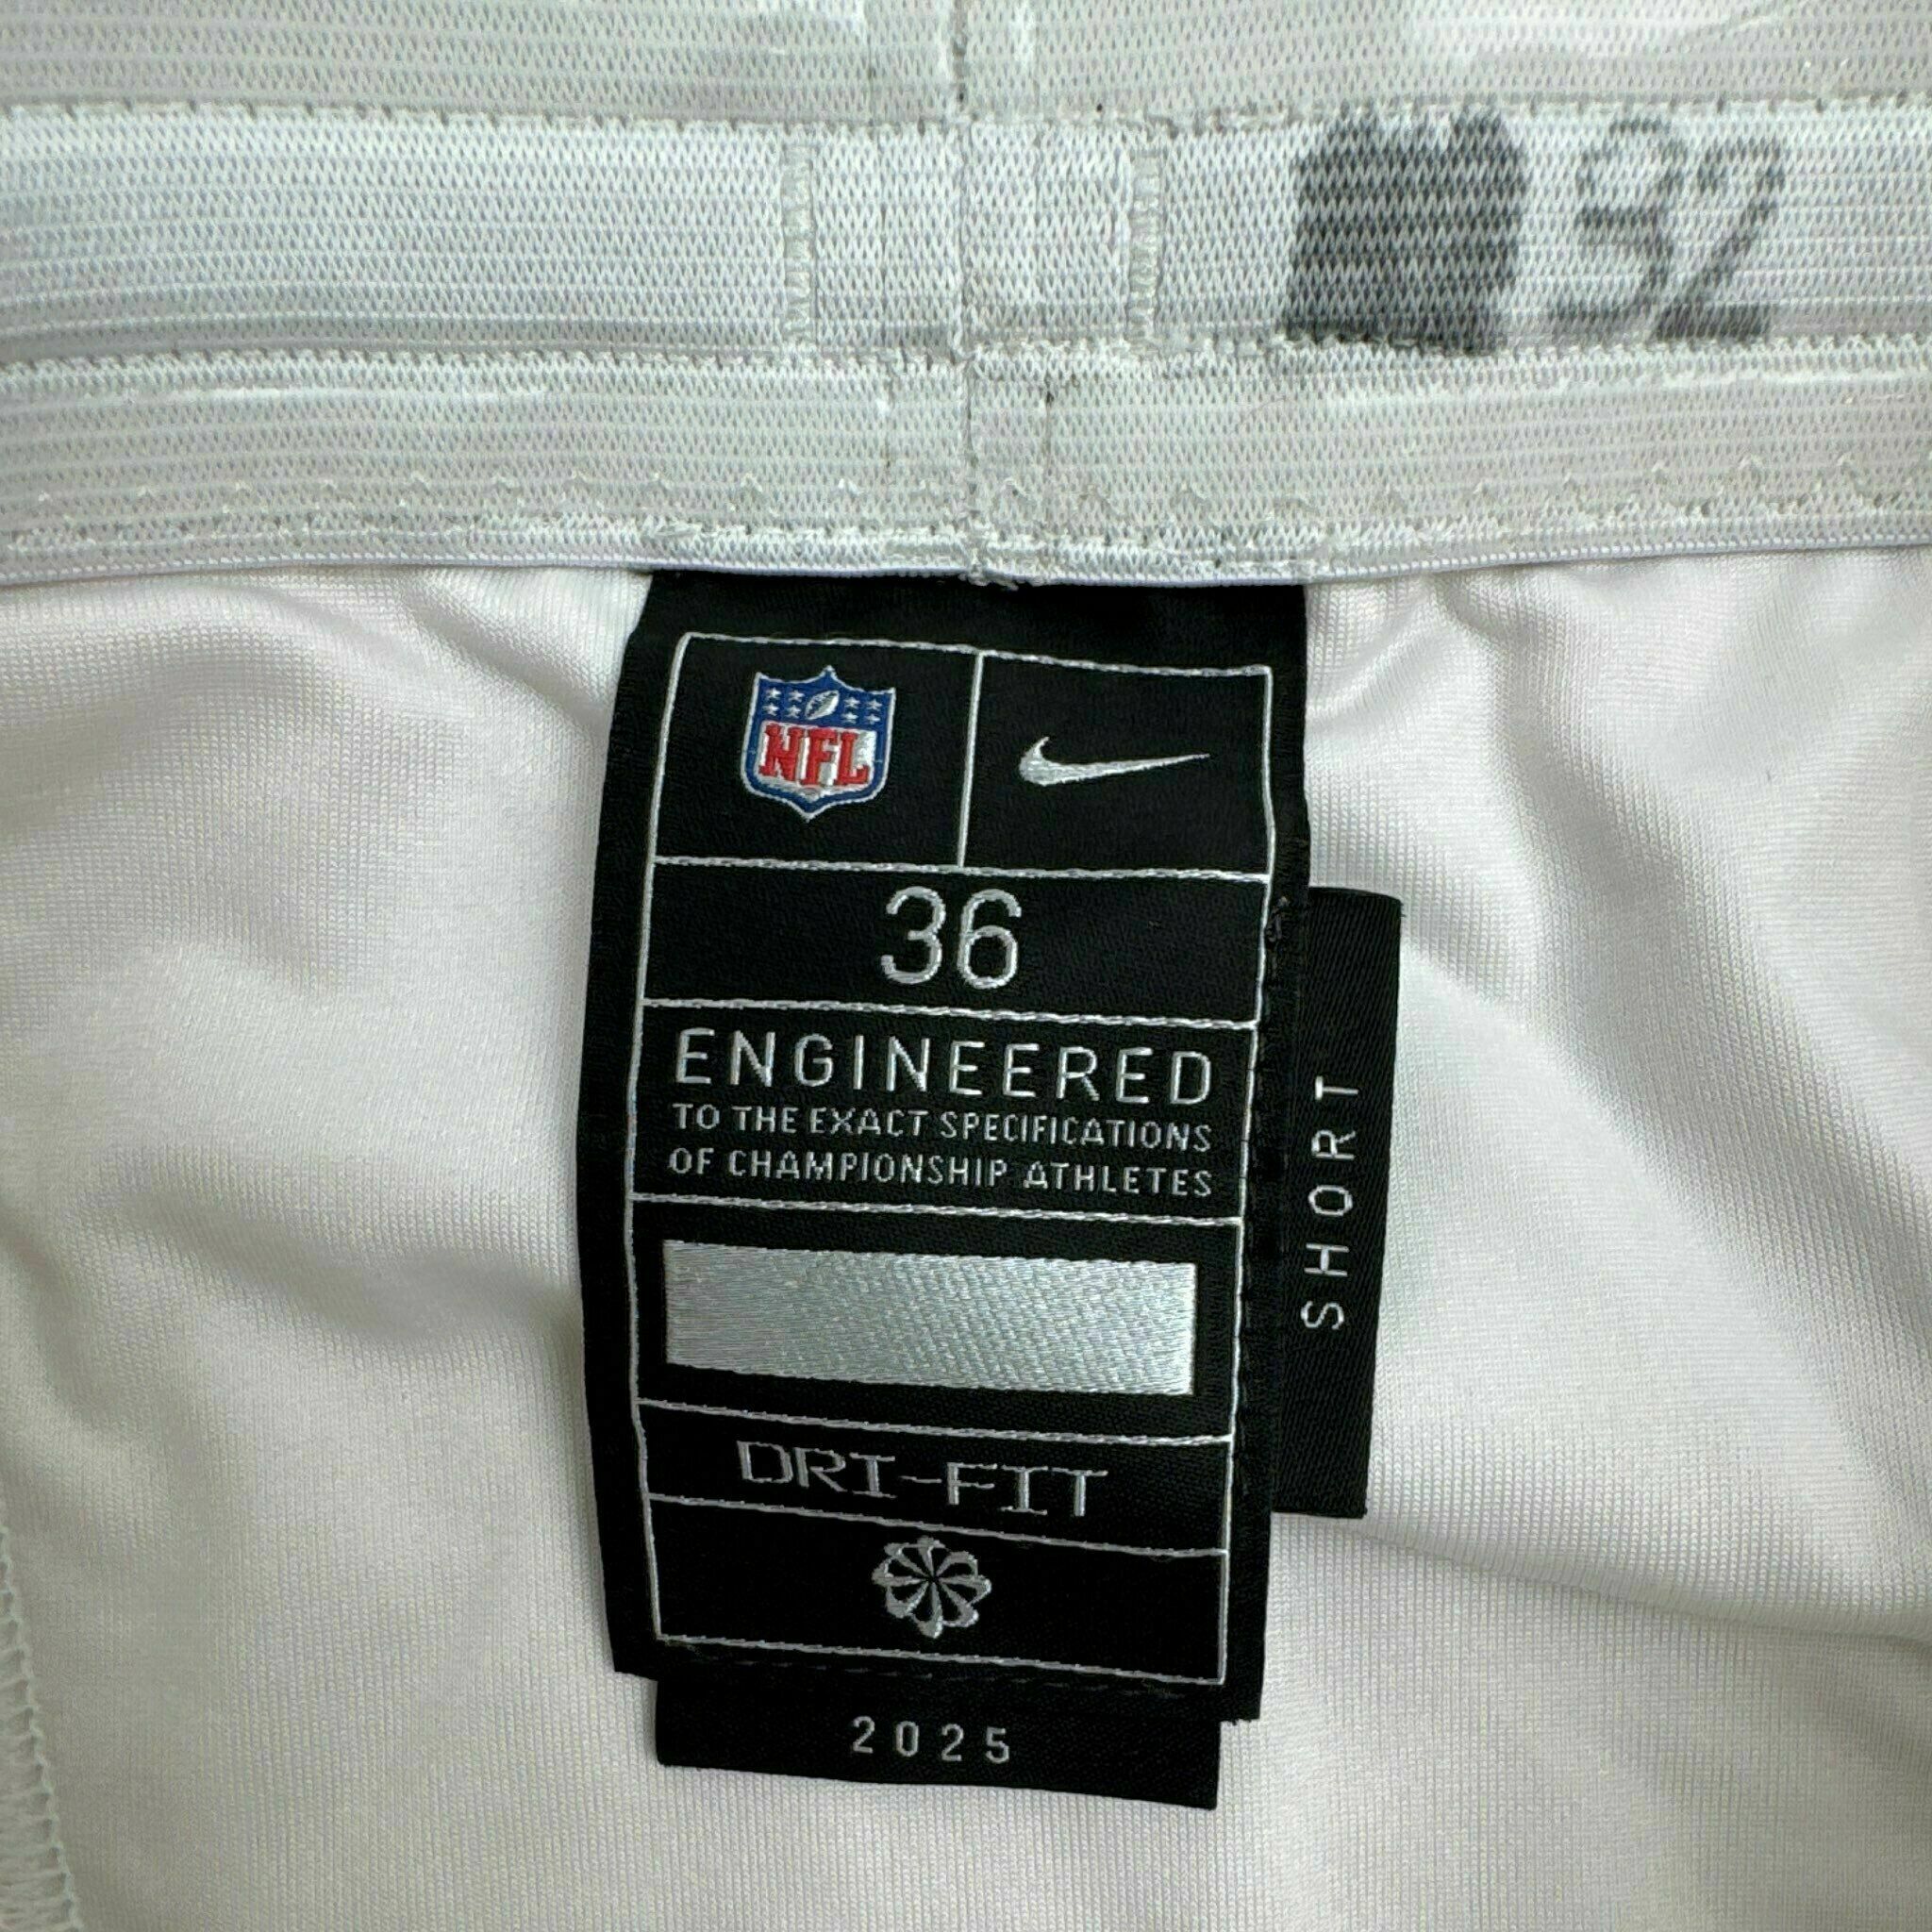 32
NFL
36
ENGINEERED
TO THE EXACT SPECIFICATIONS
OF CHAMPIONSHIP ATHLETES
SHORT
DRI-FIT
2025